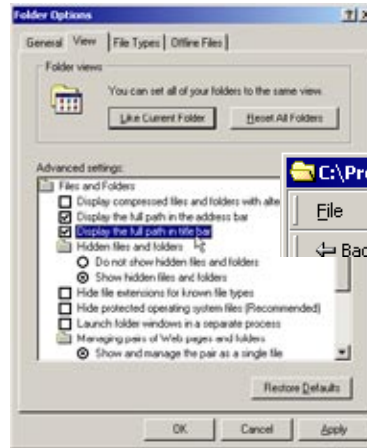 Folder Options
General View File Types Offline Files
Folder views
You can set all of your folders to the same view.
Like Current Folder Reset All Folders
Advanced settings:
Files and Folders
Display compressed files and folders with alte
Display the full path in the address bar
Display the full path in title bar
Hidden files and folders
Do not show hidden files and folders
Show hidden files and folders
Hide file extensions for known file types
Hide protected operating system files (Recommended)
Launch folder windows in a separate process
Managing pairs of Web pages and folders
Show and manage the pair as a single file
Restore Defaults
OK Cancel Apply
C:\Pro
File
Bac